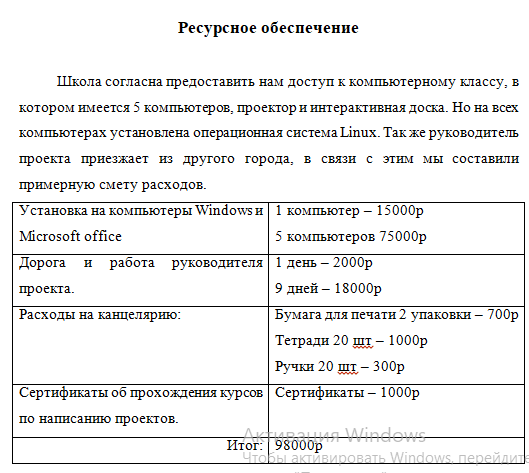 Ресурсное обеспечение
Школа согласна предоставить нам доступ к компьютерному классу, в
котором имеется 5 компьютеров, проектор и интерактивная доска. Но на всех
компьютерах установлена операционная система Linux. Так же руководитель
проекта приезжает из другого города, в связи с этим мы составили
примерную смету расходов.
Установка на компьютеры Windows и
Microsoft office
1 компьютер – 15000р
5 компьютеров 75000р
Дорога и работа руководителя
проекта.
1 день – 2000р
9 дней – 18000р
Расходы на канцелярию:
Бумага для печати 2 упаковки – 700р
Тетради 20 шт – 1000р
Ручки 20 шт – 300р
Сертификаты об прохождения курсов
по написанию проектов.
Сертификаты – 1000р
Итог:
98000р
Активация Windows
Чтобы активировать Windows, перейдите